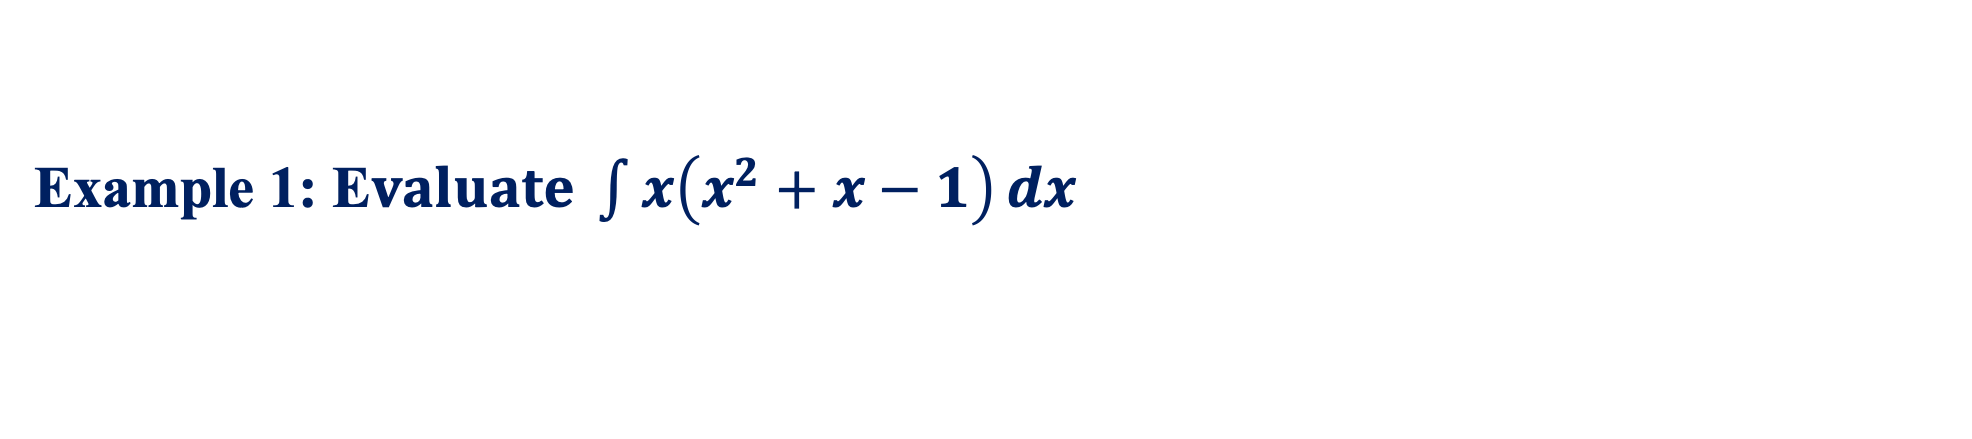 Example 1: Evaluate ∫ x(x² + x − 1) dx